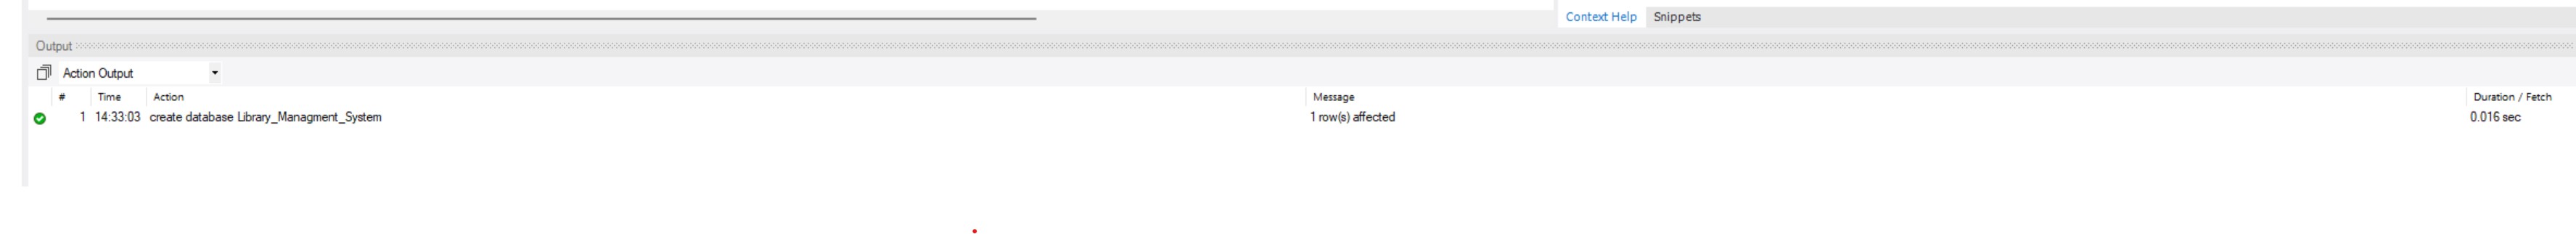 Context Help Snippets
Output
Action Output
# Time Action Message Duration / Fetch
1 14:33:03 create database Library_Managment_System 1 row(s) affected 0.016 sec